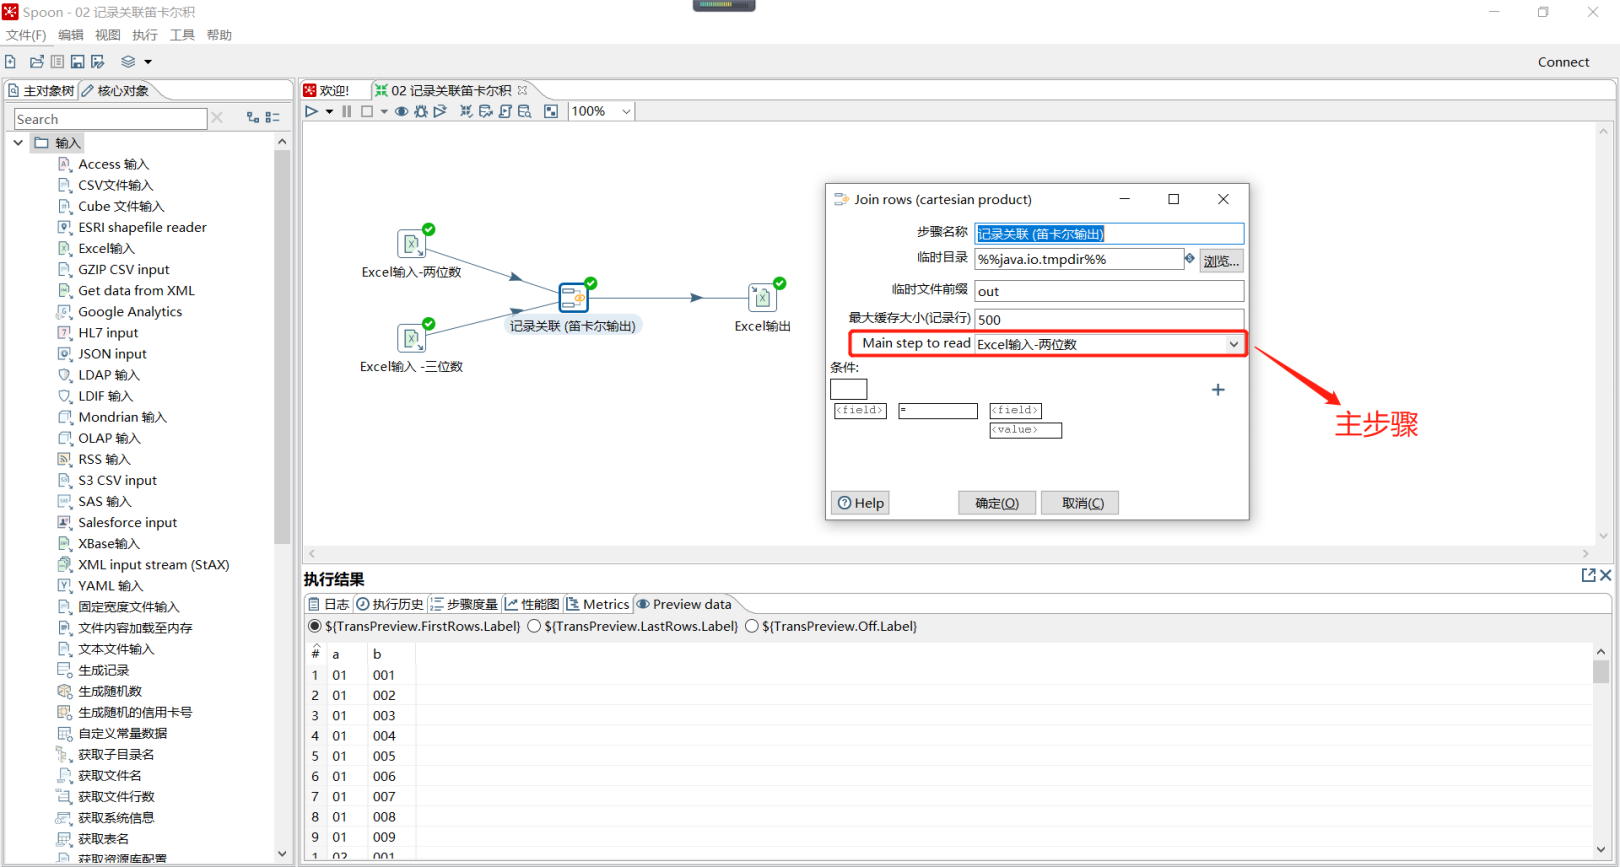 Spoon - 02 记录关联笛卡尔积
文件(F) 编辑 视图 执行 工具 帮助
Connect
主对象树 核心对象
Search
输入
Access 输入
CSV文件输入
Cube 文件输入
ESRI shapefile reader
Excel输入
GZIP CSV input
Get data from XML
Google Analytics
HL7 input
JSON input
LDAP 输入
LDIF 输入
Mondrian 输入
OLAP 输入
RSS 输入
S3 CSV input
SAS 输入
Salesforce input
XBase输入
XML input stream (StAX)
YAML 输入
固定宽度文件输入
文件内容加载至内存
文本文件输入
生成记录
生成随机数
生成随机的信用卡号
自定义常量数据
获取子目录名
获取文件名
获取文件行数
获取系统信息
获取表名
获取资源库配置
欢迎! 02 记录关联笛卡尔积
100%
Excel输入-两位数
Excel输入 -三位数
记录关联 (笛卡尔输出)
Excel输出
Join rows (cartesian product)
步骤名称 记录关联 (笛卡尔输出)
临时目录 %%java.io.tmpdir%% 浏览...
临时文件前缀 out
最大缓存大小(记录行) 500
Main step to read Excel输入-两位数
条件:
<field> = <field>
<value>
Help 确定(O) 取消(C)
主步骤
执行结果
日志 执行历史 步骤度量 性能图 Metrics Preview data
${TransPreview.FirstRows.Label} ${TransPreview.LastRows.Label} ${TransPreview.Off.Label}
# a b
1 01 001
2 01 002
3 01 003
4 01 004
5 01 005
6 01 006
7 01 007
8 01 008
9 01 009
1 02 001